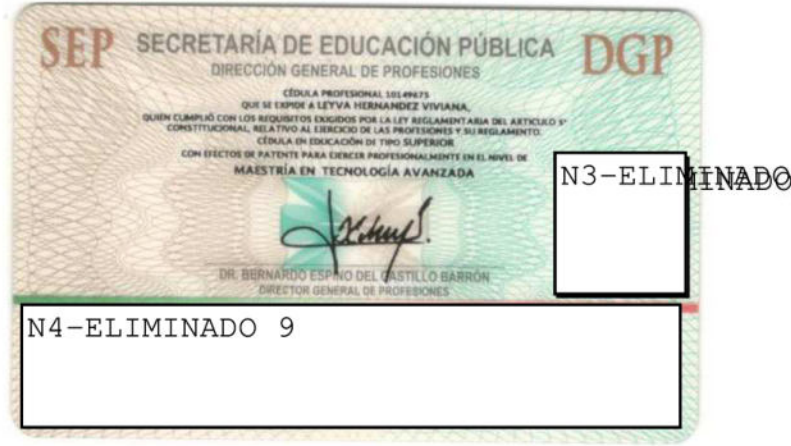 SEP SECRETARÍA DE EDUCACIÓN PÚBLICA DGP
DIRECCIÓN GENERAL DE PROFESIONES
CÉDULA PROFESIONAL 10149675
QUE SE EXPIDE A LEYVA HERNANDEZ VIVIANA,
QUIEN CUMPLIÓ CON LOS REQUISITOS EXIGIDOS POR LA LEY REGLAMENTARIA DEL ARTICULO 5°
CONSTITUCIONAL, RELATIVO AL EJERCICIO DE LAS PROFESIONES Y SU REGLAMENTO.
CÉDULA EN EDUCACIÓN DE TIPO SUPERIOR
CON EFECTOS DE PATENTE PARA EJERCER PROFESIONALMENTE EN EL NIVEL DE
MAESTRÍA EN TECNOLOGÍA AVANZADA
N3-ELIMINADO
DR. BERNARDO ESPINO DEL CASTILLO BARRÓN
DIRECTOR GENERAL DE PROFESIONES
N4-ELIMINADO 9